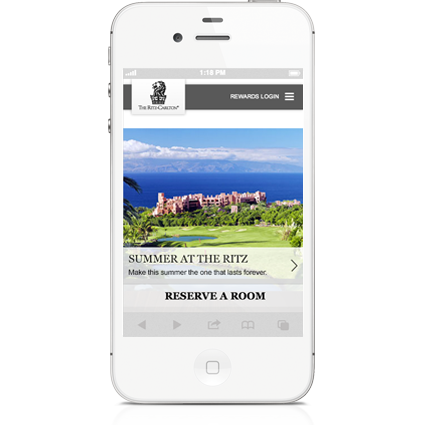 1:18 PM
THE RITZ-CARLTON®
REWARDS LOGIN
SUMMER AT THE RITZ
Make this summer the one that lasts forever.
RESERVE A ROOM